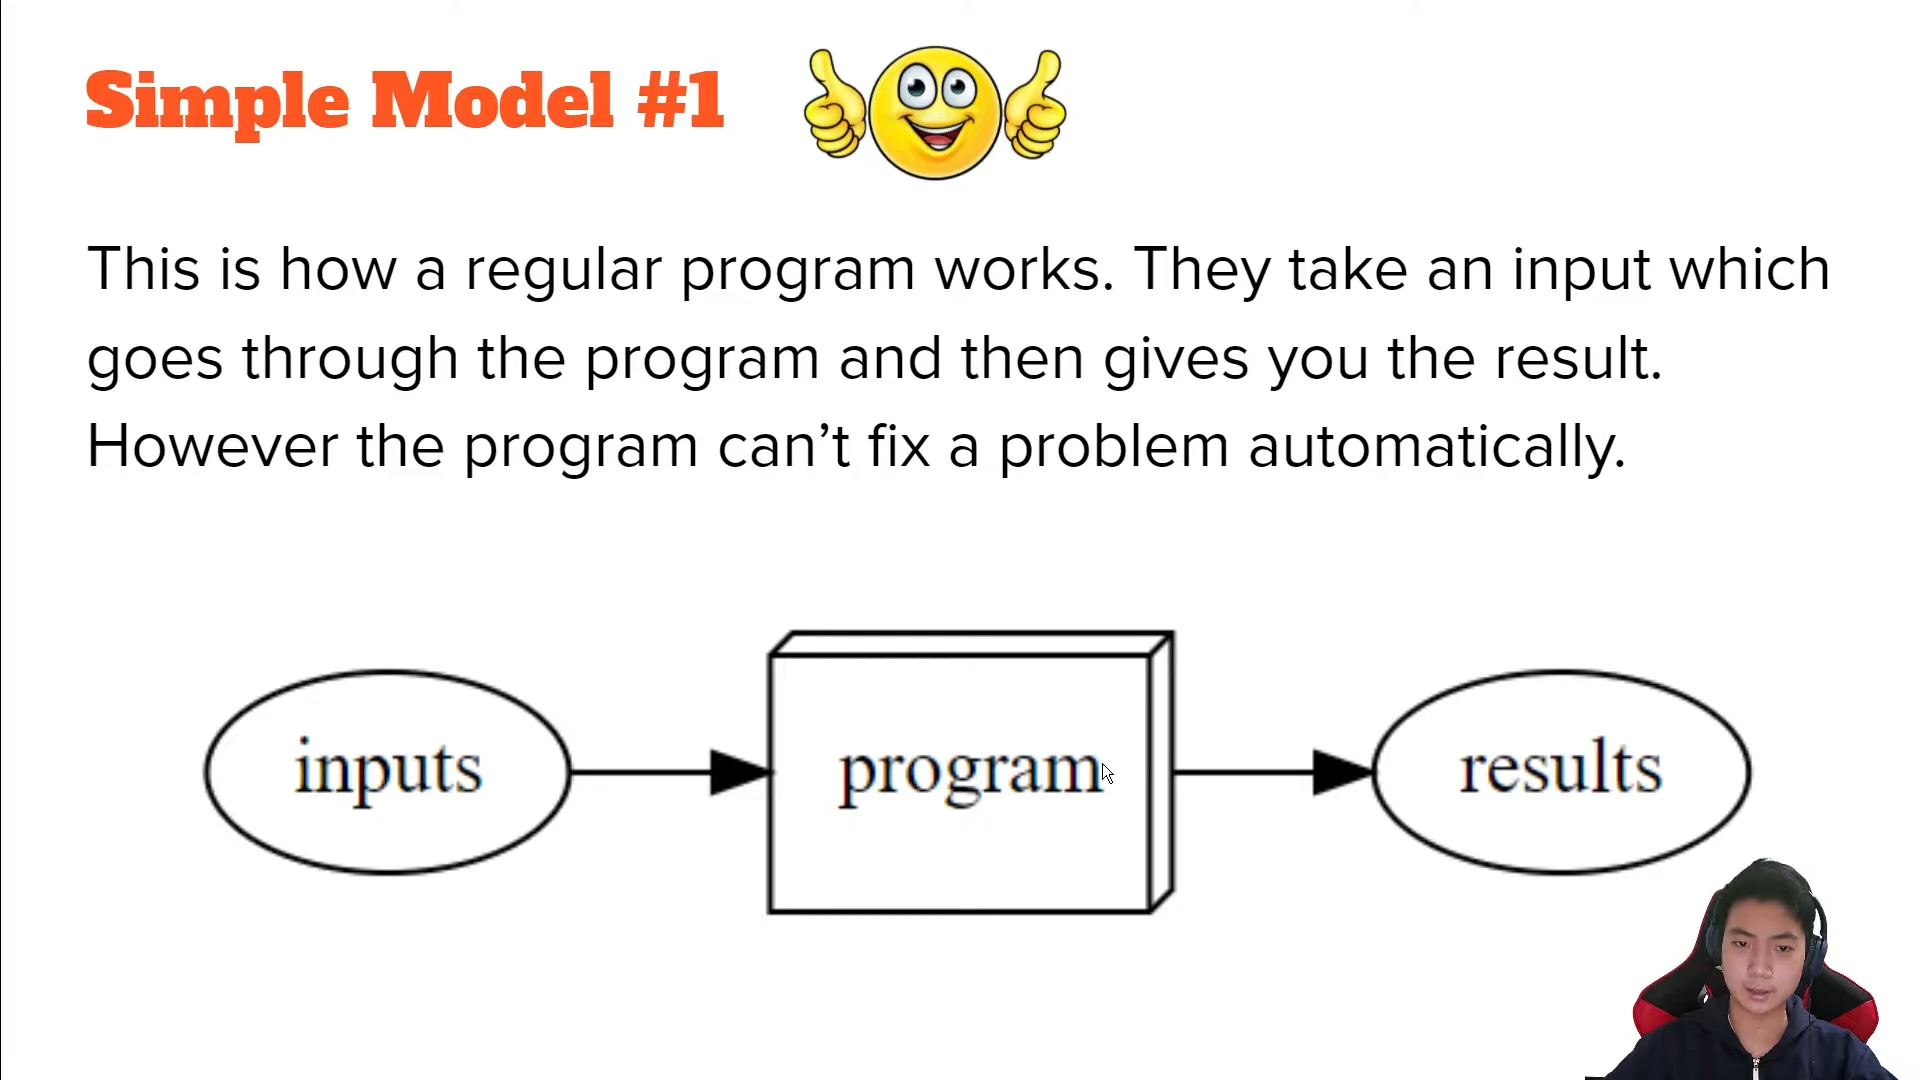 Simple Model #1
This is how a regular program works. They take an input which
goes through the program and then gives you the result.
However the program can’t fix a problem automatically.
inputs
program
results